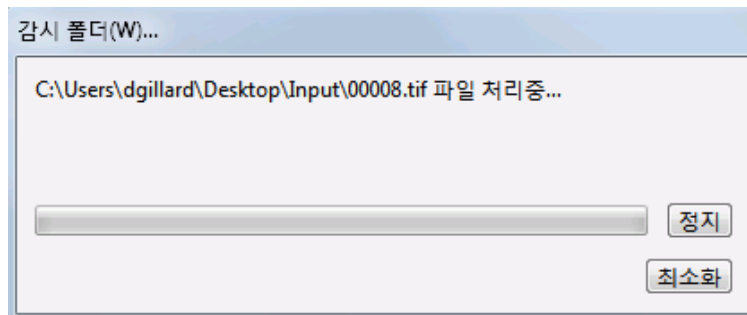 감시 폴더(W)...
C:\Users\dgillard\Desktop\Input\00008.tif 파일 처리중...
정지
최소화